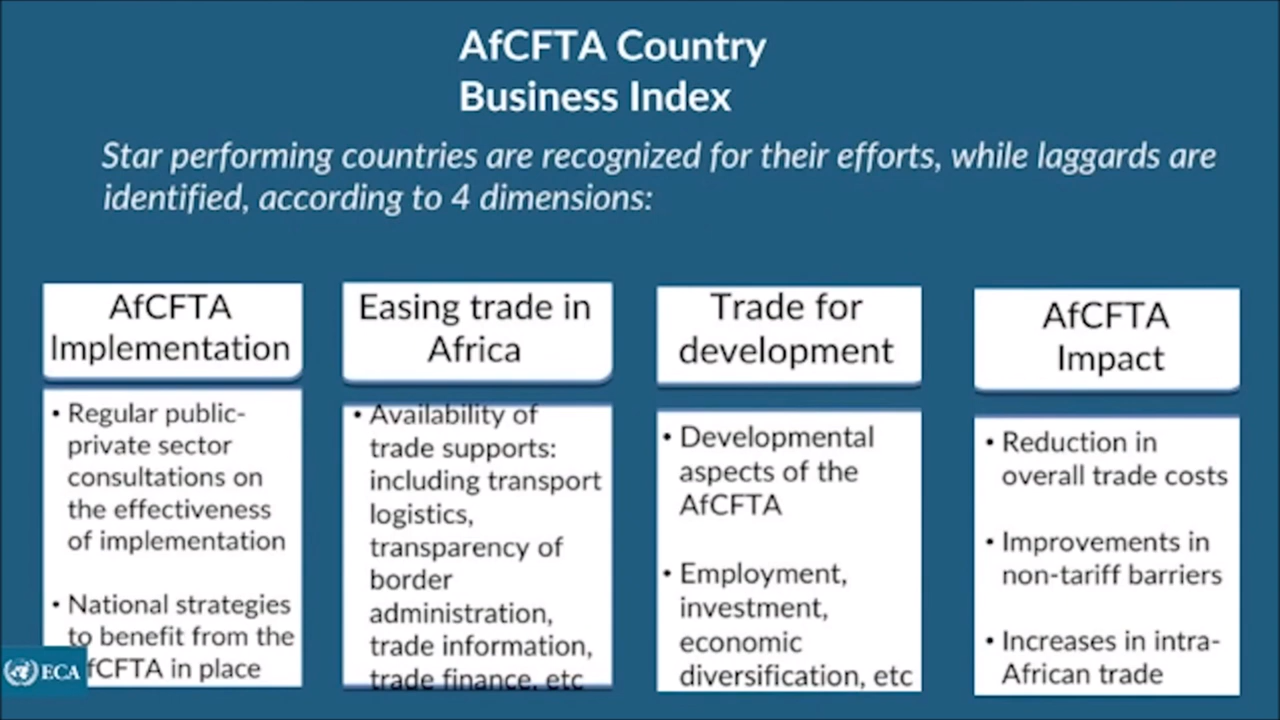 AfCFTA Country
Business Index
Star performing countries are recognized for their efforts, while laggards are
identified, according to 4 dimensions:
AfCFTA
Implementation
• Regular public-
private sector
consultations on
the effectiveness
of implementation
• National strategies
to benefit from the
fCFTA in place
Easing trade in
Africa
• Availability of
trade supports:
including transport
logistics,
transparency of
border
administration,
trade information,
trade finance, etc
Trade for
development
• Developmental
aspects of the
AfCFTA
• Employment,
investment,
economic
diversification, etc
AfCFTA
Impact
• Reduction in
overall trade costs
• Improvements in
non-tariff barriers
• Increases in intra-
African trade
ECA